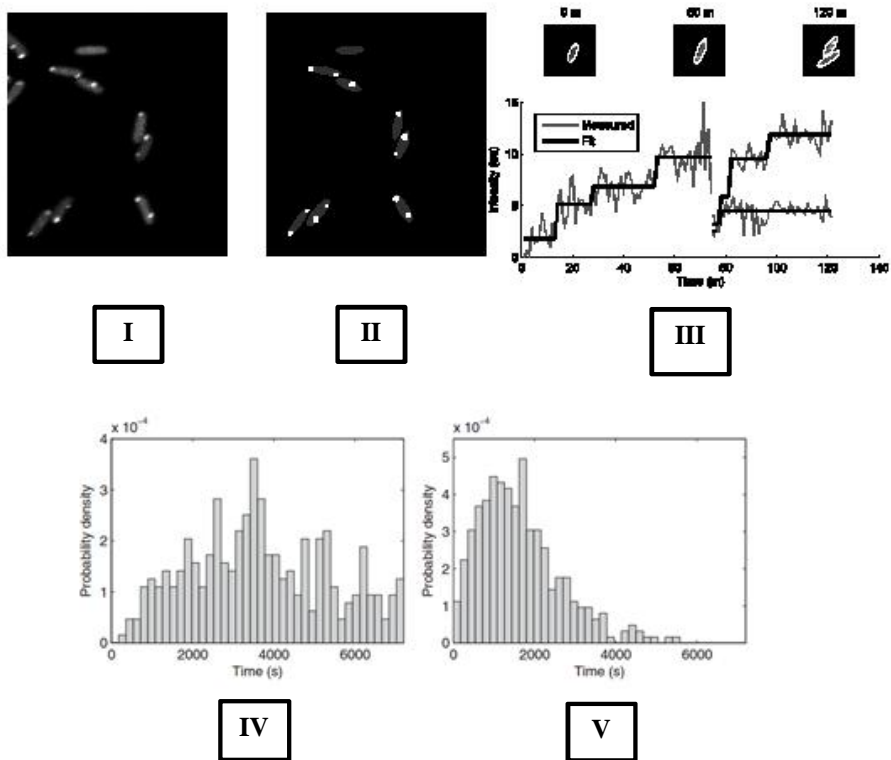 0 m 60 m 120 m
15
10
5
0
Intensity (au)
Measured
Fit
0 20 40 60 80 100 120 140
Time (m)
I
II
III
x 10⁻⁴
4
3
2
1
0
Probability density
0 2000 4000 6000
Time (s)
x 10⁻⁴
5
4
3
2
1
0
Probability density
0 2000 4000 6000
Time (s)
IV
V